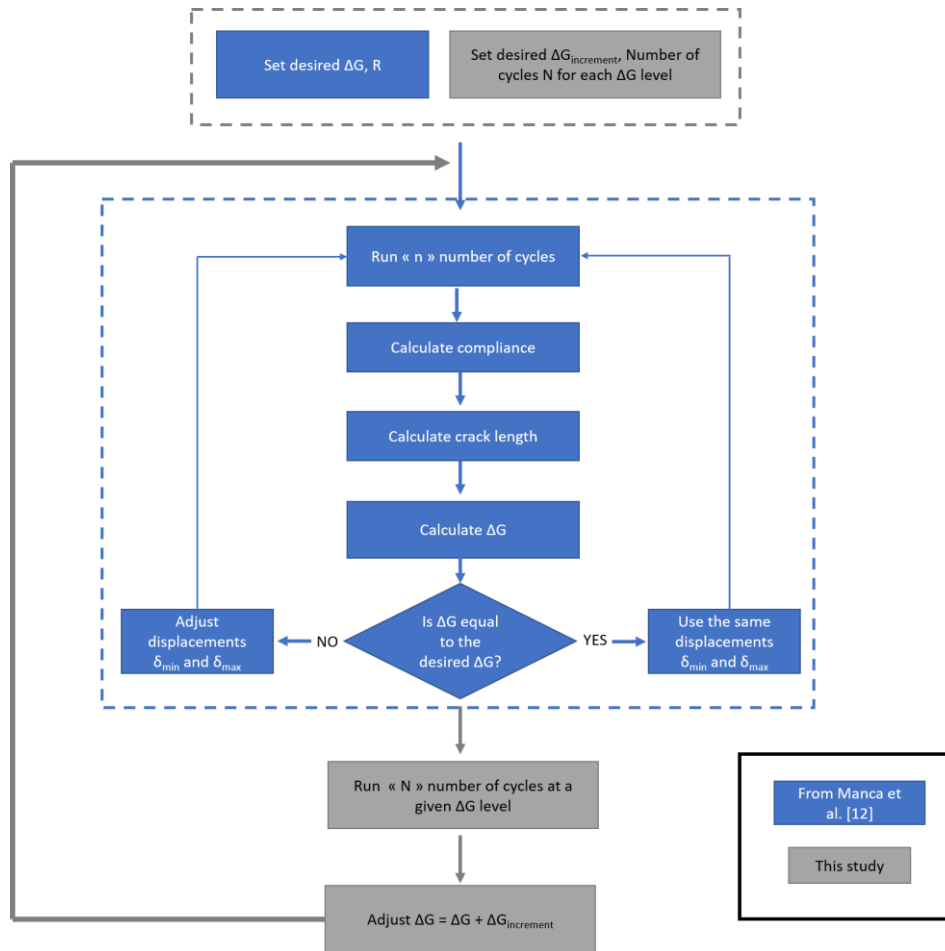 Set desired ΔG, R
Set desired ΔGincrement, Number of
cycles N for each ΔG level
Run « n » number of cycles
Calculate compliance
Calculate crack length
Calculate ΔG
Is ΔG equal
to the
desired ΔG?
NO
YES
Adjust
displacements
δmin and δmax
Use the same
displacements
δmin and δmax
Run « N » number of cycles at a
given ΔG level
Adjust ΔG = ΔG + ΔGincrement
From Manca et
al. [12]
This study